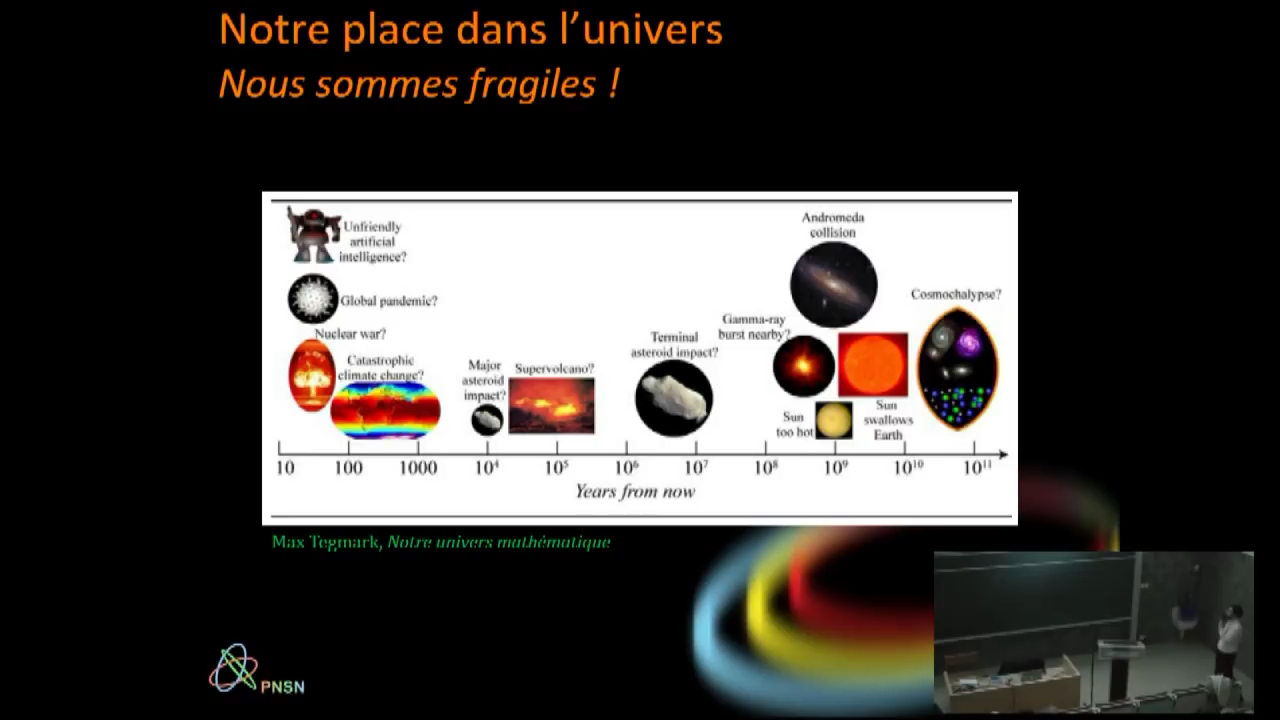 Notre place dans l’univers
Nous sommes fragiles !
Unfriendly
artificial
intelligence?
Global pandemic?
Nuclear war?
Catastrophic
climate change?
Major
asteroid
impact?
Supervolcano?
Terminal
asteroid impact?
Gamma-ray
burst nearby?
Andromeda
collision
Sun
too hot
Sun
swallows
Earth
Cosmochalypse?
10 100 1000 10⁴ 10⁵ 10⁶ 10⁷ 10⁸ 10⁹ 10¹⁰ 10¹¹
Years from now
Max Tegmark, Notre univers mathématique
PNSN